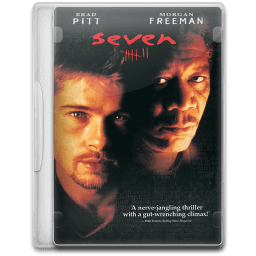 BRAD PITT
MORGAN FREEMAN
seven
A nerve-jangling thriller
with a gut-wrenching climax!